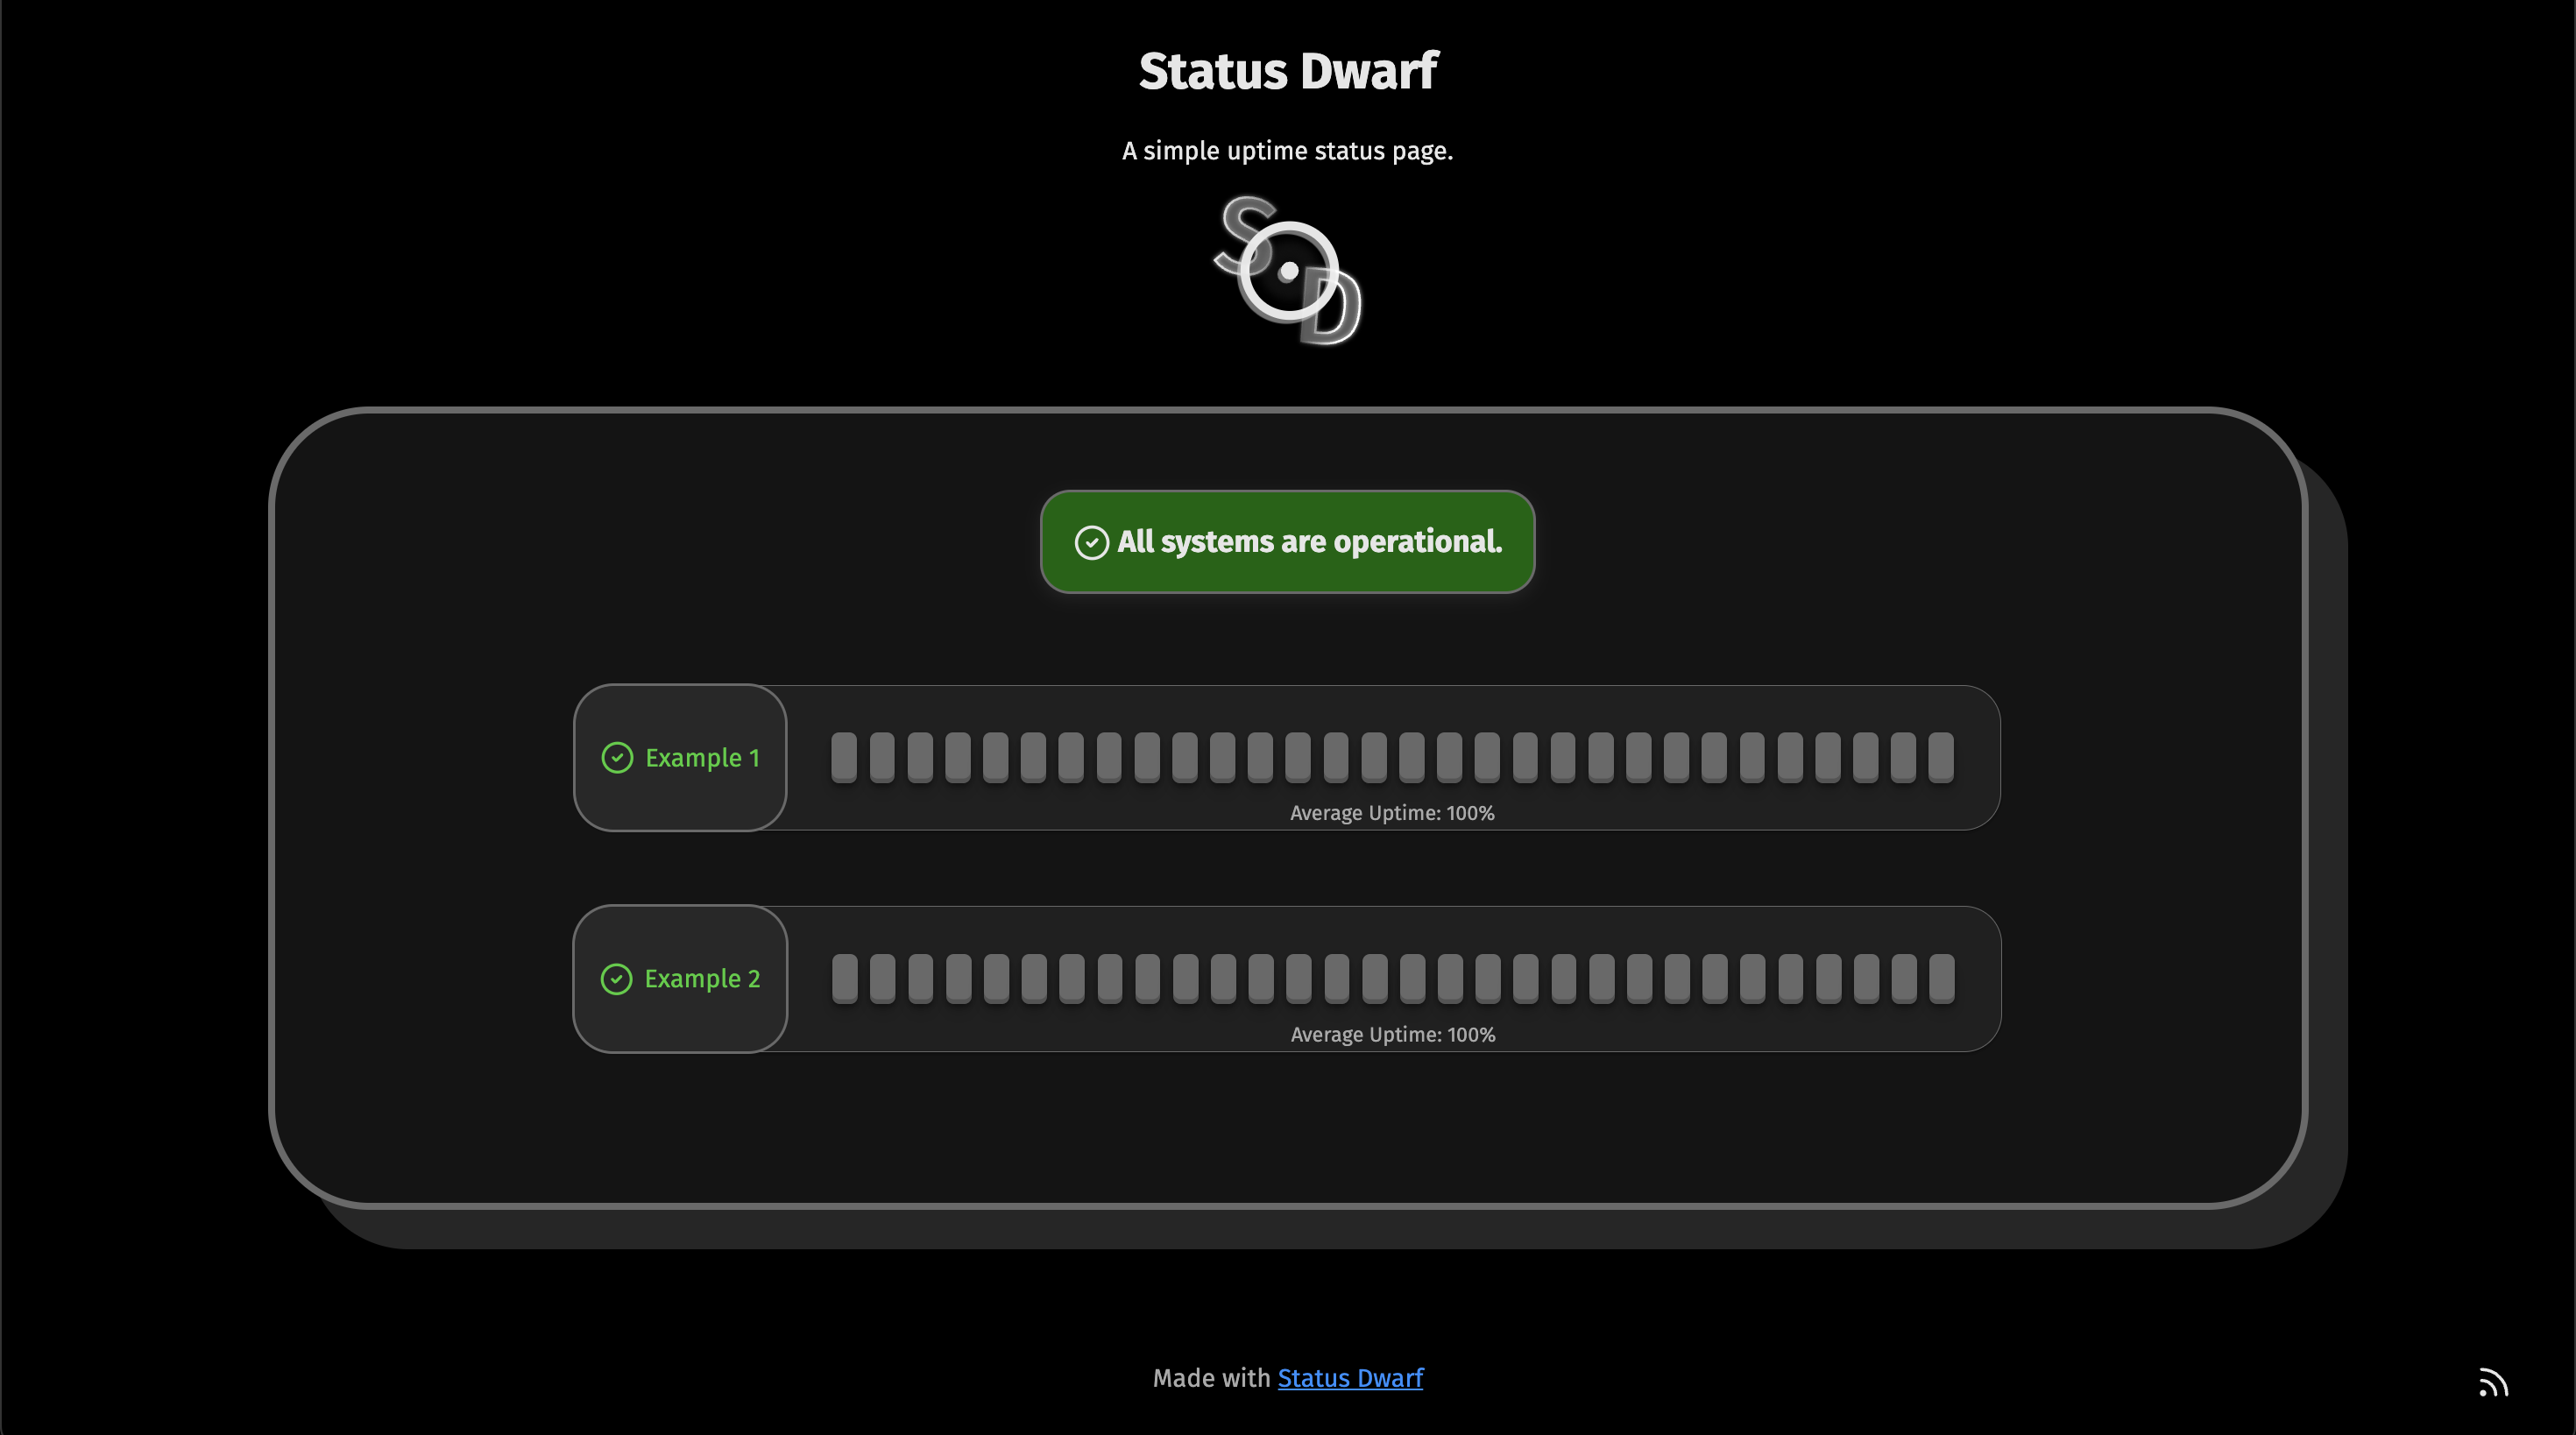 Status Dwarf
A simple uptime status page.
S D
All systems are operational.
Example 1
Average Uptime: 100%
Example 2
Average Uptime: 100%
Made with Status Dwarf